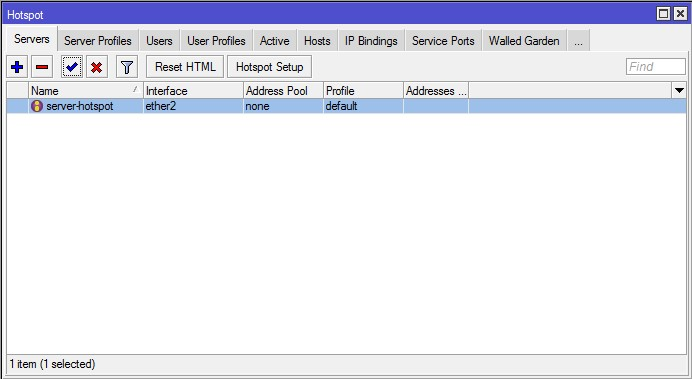 Hotspot
Servers Server Profiles Users User Profiles Active Hosts IP Bindings Service Ports Walled Garden ...
Reset HTML Hotspot Setup Find
Name Interface Address Pool Profile Addresses ...
server-hotspot ether2 none default
1 item (1 selected)